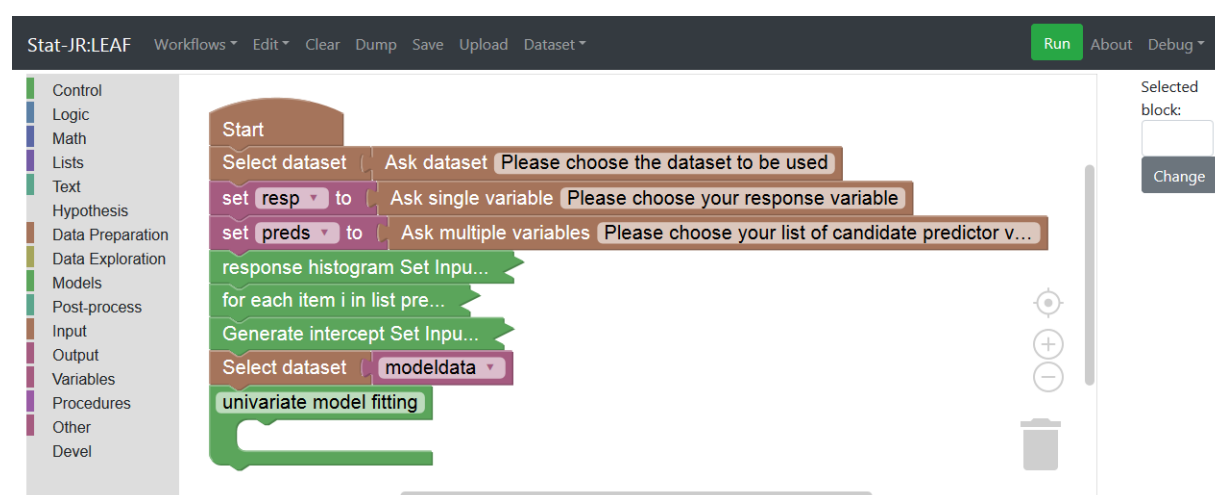 Stat-JR:LEAF Workflows Edit Clear Dump Save Upload Dataset Run About Debug
Control
Logic
Math
Lists
Text
Hypothesis
Data Preparation
Data Exploration
Models
Post-process
Input
Output
Variables
Procedures
Other
Devel
Start
Select dataset Ask dataset Please choose the dataset to be used
set resp to Ask single variable Please choose your response variable
set preds to Ask multiple variables Please choose your list of candidate predictor v...
response histogram Set Inpu...
for each item i in list pre...
Generate intercept Set Inpu...
Select dataset modeldata
univariate model fitting
Selected
block:
Change